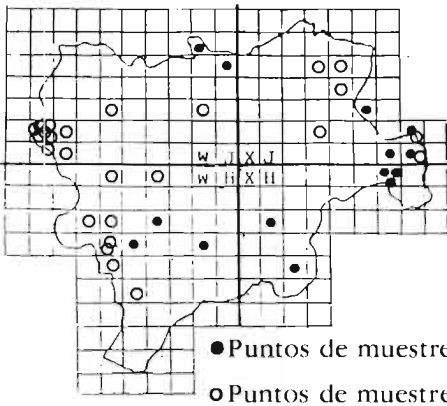 W J X J
W H X H
●Puntos de muestre
○Puntos de muestre